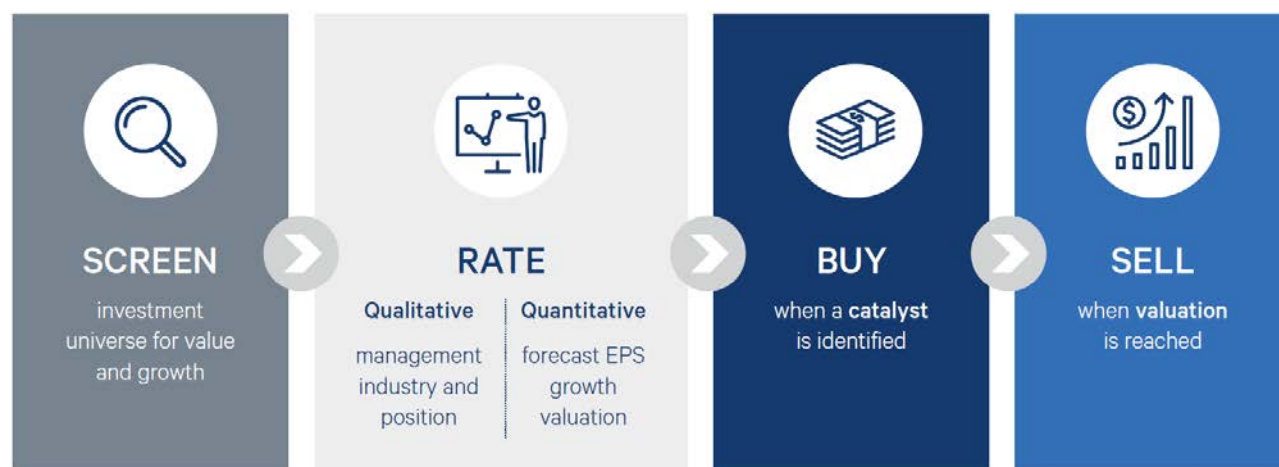 SCREEN
investment
universe for value
and growth
RATE
Qualitative
management
industry and
position
Quantitative
forecast EPS
growth
valuation
$
BUY
when a catalyst
is identified
$
SELL
when valuation
is reached